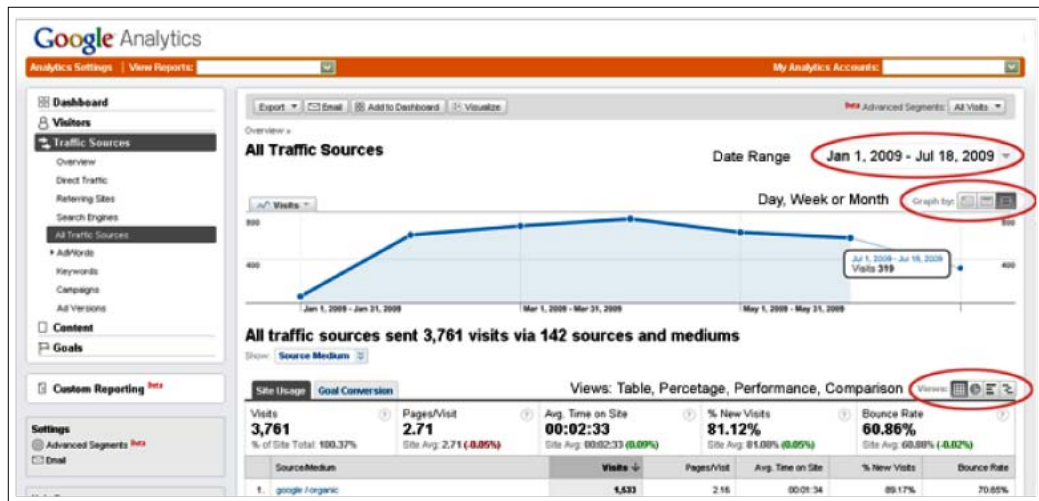 Google Analytics
Analytics Settings | View Reports:
My Analytics Accounts:
Dashboard
Visitors
Traffic Sources
Overview
Direct Traffic
Referring Sites
Search Engines
All Traffic Sources
AdWords
Keywords
Campaigns
Ad Versions
Content
Goals
Custom Reporting Beta
Settings
Advanced Segments Beta
Email
Export Email Add to Dashboard Visualize
Beta Advanced Segments: All Visits
Overview »
All Traffic Sources
Date Range Jan 1, 2009 - Jul 18, 2009
Visits
Day, Week or Month Graph by:
800 800
400 400
Jul 1, 2009 - Jul 18, 2009
Visits 319
Jan 1, 2009 - Jan 31, 2009 Mar 1, 2009 - Mar 31, 2009 May 1, 2009 - May 31, 2009
All traffic sources sent 3,761 visits via 142 sources and mediums
Show: Source Medium
Site Usage Goal Conversion Views: Table, Percetage, Performance, Comparison Views:
Visits Pages/Visit Avg. Time on Site % New Visits Bounce Rate
3,761 2.71 00:02:33 81.12% 60.86%
% of Site Total: 100.37% Site Avg: 2.71 (-0.05%) Site Avg: 00:02:33 (0.09%) Site Avg: 81.08% (0.05%) Site Avg: 60.88% (-0.02%)
Source/Medium Visits Pages/Visit Avg. Time on Site % New Visits Bounce Rate
1. google / organic 1,533 2.16 00:01:34 89.17% 70.65%